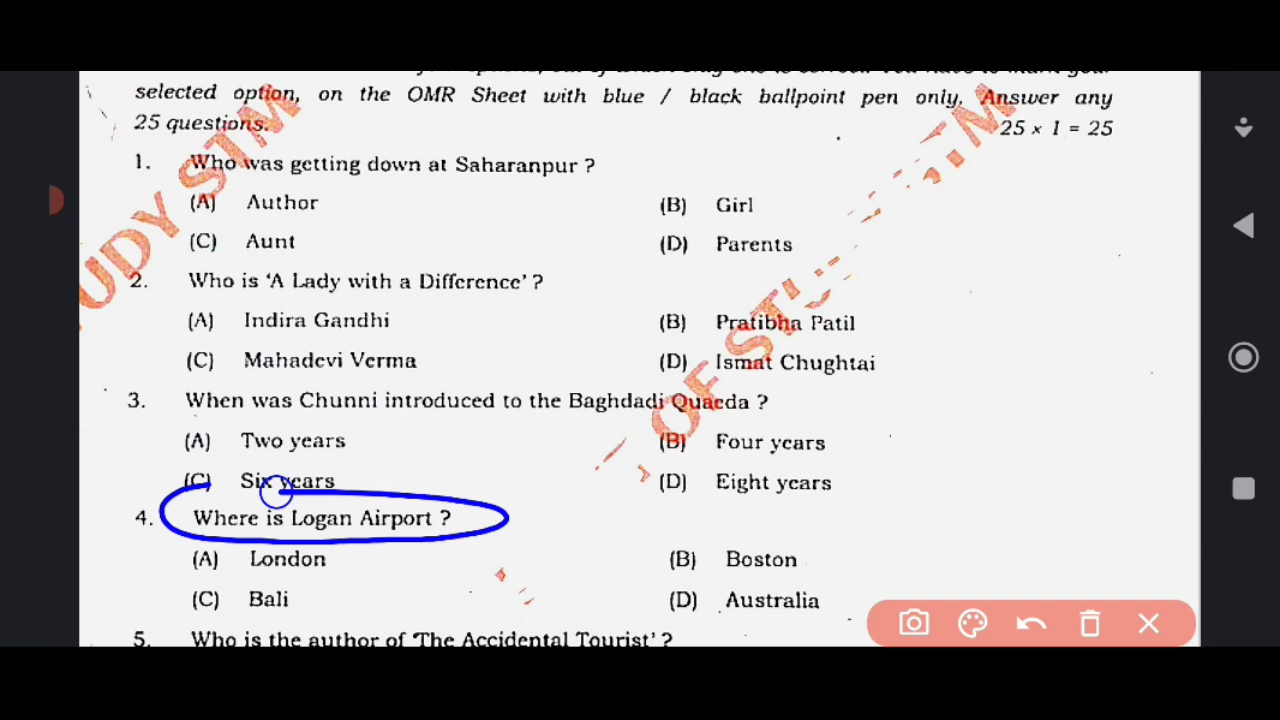 selected option, on the OMR Sheet with blue / black ballpoint pen only. Answer any
25 questions. 25 x 1 = 25
1. Who was getting down at Saharanpur ?
(A) Author (B) Girl
(C) Aunt (D) Parents
2. Who is 'A Lady with a Difference' ?
(A) Indira Gandhi (B) Pratibha Patil
(C) Mahadevi Verma (D) Ismat Chughtai
3. When was Chunni introduced to the Baghdadi Quaeda ?
(A) Two years (B) Four years
(C) Six years (D) Eight years
4. Where is Logan Airport ?
(A) London (B) Boston
(C) Bali (D) Australia
5. Who is the author of 'The Accidental Tourist' ?